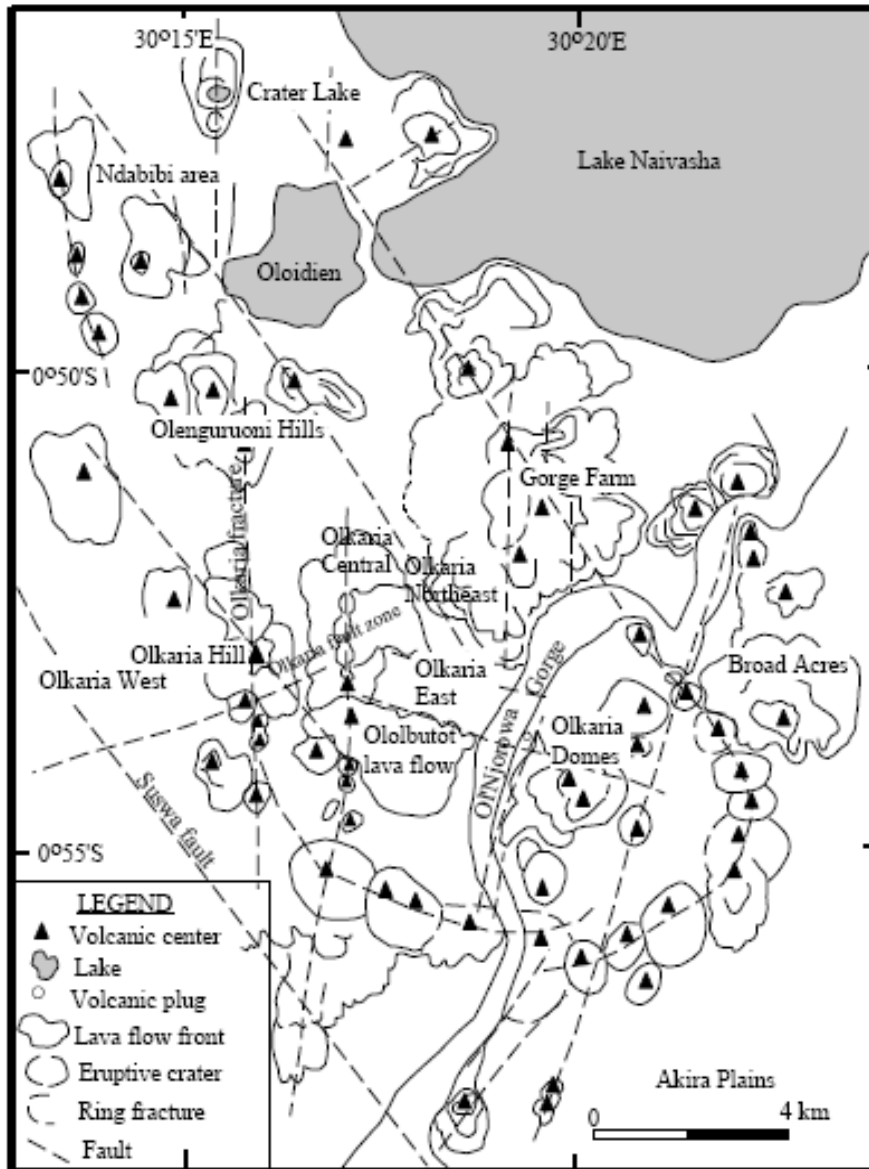 30°15'E
30°20'E
Crater Lake
Lake Naivasha
Ndabibi area
Oloidien
0°50'S
Olenguruoni Hills
Gorge Farm
Olkaria fracture
Olkaria
Central
Olkaria
Northeast
Olkaria fault zone
Olkaria Hill
Olkaria West
Olkaria
East
Broad Acres
Ol'Njorowa Gorge
Olkaria
Domes
Ololbutot
lava flow
Suswa fault
0°55'S
LEGEND
Volcanic center
Lake
Volcanic plug
Lava flow front
Eruptive crater
Ring fracture
Fault
Akira Plains
0
4 km